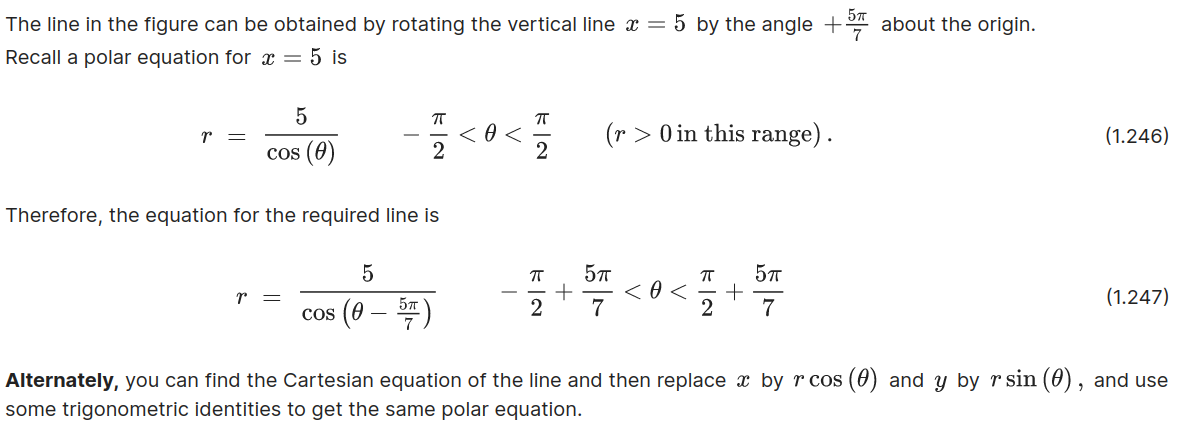 The line in the figure can be obtained by rotating the vertical line x = 5 by the angle +5π/7 about the origin.
Recall a polar equation for x = 5 is
r = 5/cos (θ)    −π/2 < θ < π/2    (r > 0 in this range) .    (1.246)
Therefore, the equation for the required line is
r = 5/cos (θ − 5π/7)    −π/2 + 5π/7 < θ < π/2 + 5π/7    (1.247)
Alternately, you can find the Cartesian equation of the line and then replace x by r cos (θ) and y by r sin (θ) , and use
some trigonometric identities to get the same polar equation.